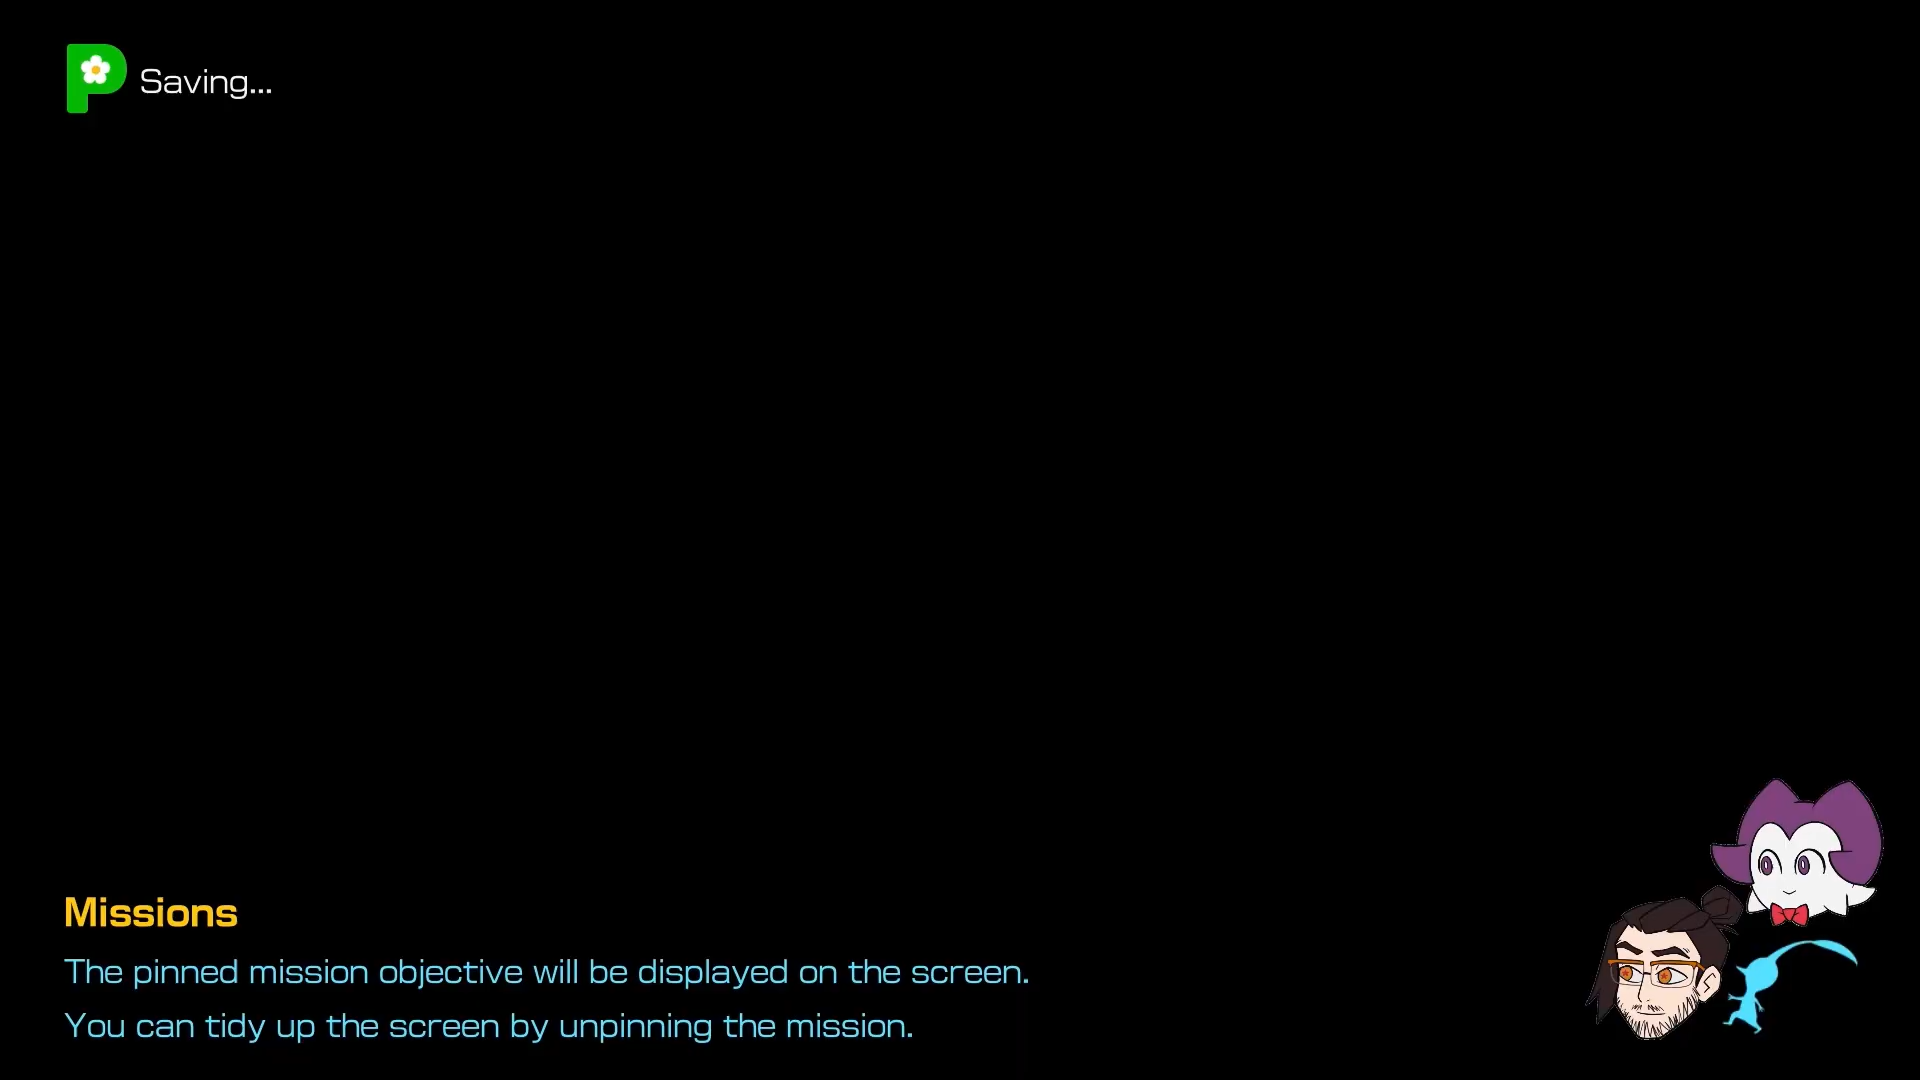 Saving...
Missions
The pinned mission objective will be displayed on the screen.
You can tidy up the screen by unpinning the mission.